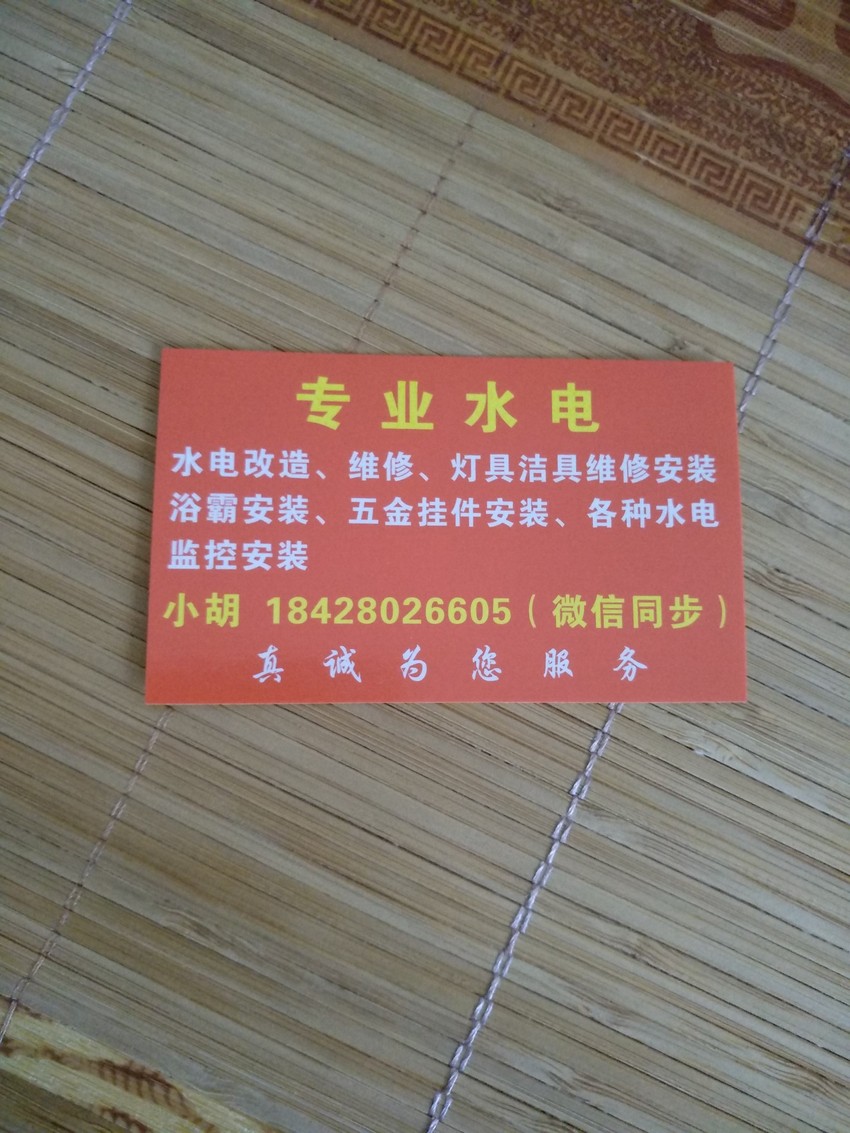 专业水电
水电改造、维修、灯具洁具维修安装
浴霸安装、五金挂件安装、各种水电
监控安装
小胡 18428026605（微信同步）
真诚为您服务